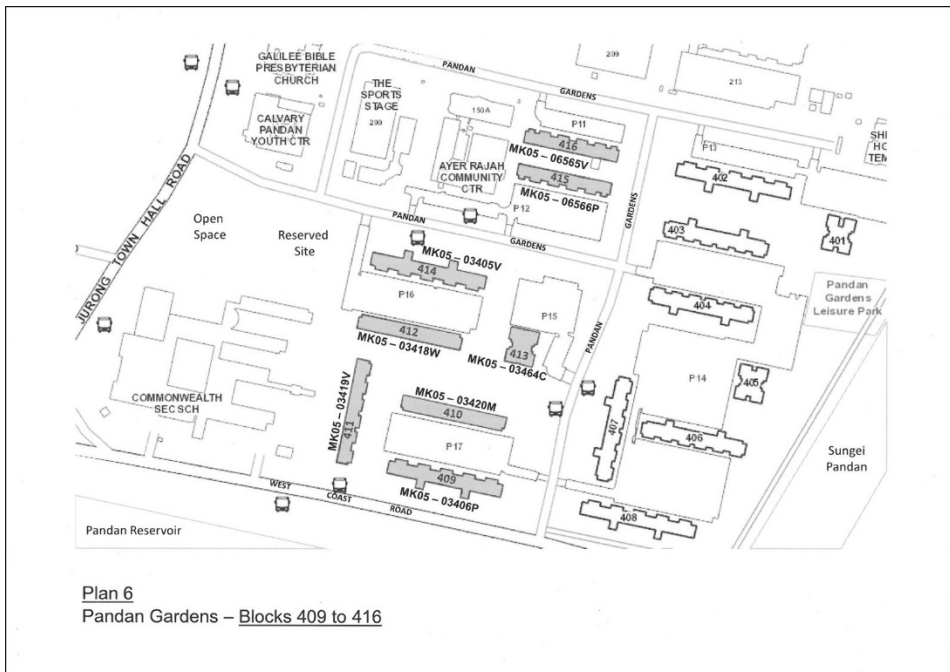 GALILEE BIBLE
PRESBYTERIAN
CHURCH
CALVARY
PANDAN
YOUTH CTR
THE
SPORTS
STAGE
200
150A
AYER RAJAH
COMMUNITY
CTR
PANDAN
GARDENS
209
213
P11
416
MK05 – 06565V
415
MK05 – 06566P
P12
P13
402
403
401
404
405
406
407
408
P14
Pandan
Gardens
Leisure Park
Sungei
Pandan
JURONG TOWN HALL ROAD
Open
Space
Reserved
Site
PANDAN
GARDENS
GARDENS
PANDAN
MK05 – 03405V
414
P16
412
MK05 – 03418W
P15
413
MK05 – 03464C
MK05 – 03419V
411
MK05 – 03420M
410
P17
409
MK05 – 03406P
COMMONWEALTH
SEC SCH
WEST
COAST
ROAD
Pandan Reservoir
Plan 6
Pandan Gardens – Blocks 409 to 416